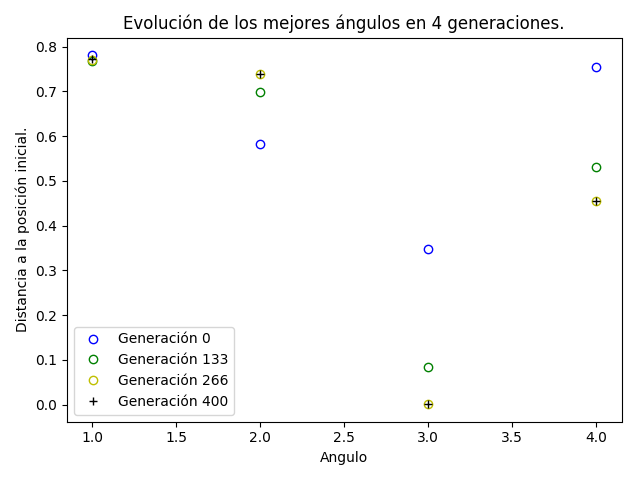 Evolución de los mejores ángulos en 4 generaciones.
Distancia a la posición inicial.
0.8
0.7
0.6
0.5
0.4
0.3
0.2
0.1
0.0
Generación 0
Generación 133
Generación 266
Generación 400
1.0 1.5 2.0 2.5 3.0 3.5 4.0
Angulo